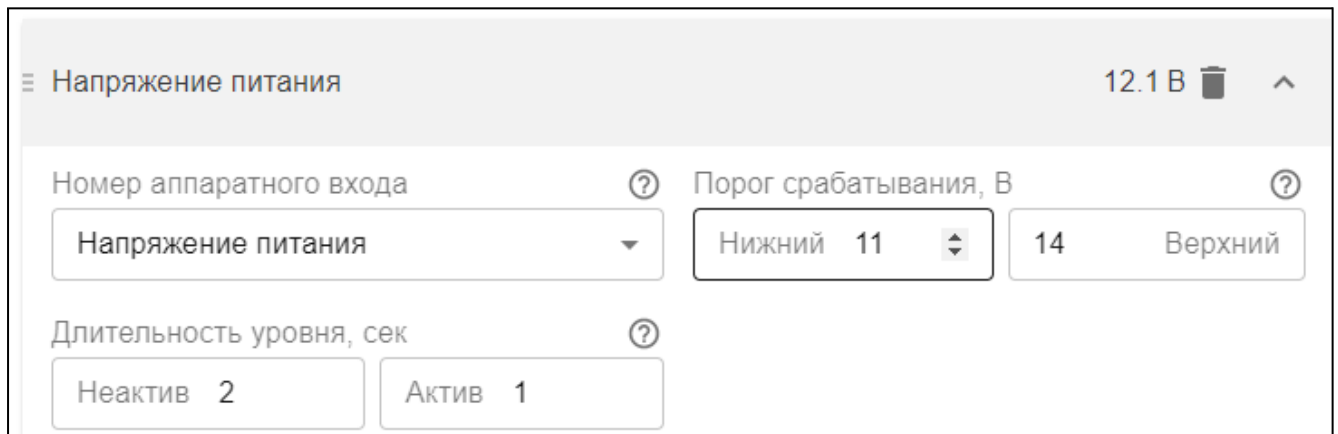 Напряжение питания 12.1 В
Номер аппаратного входа Порог срабатывания, В
Напряжение питания Нижний 11 14 Верхний
Длительность уровня, сек
Неактив 2 Актив 1